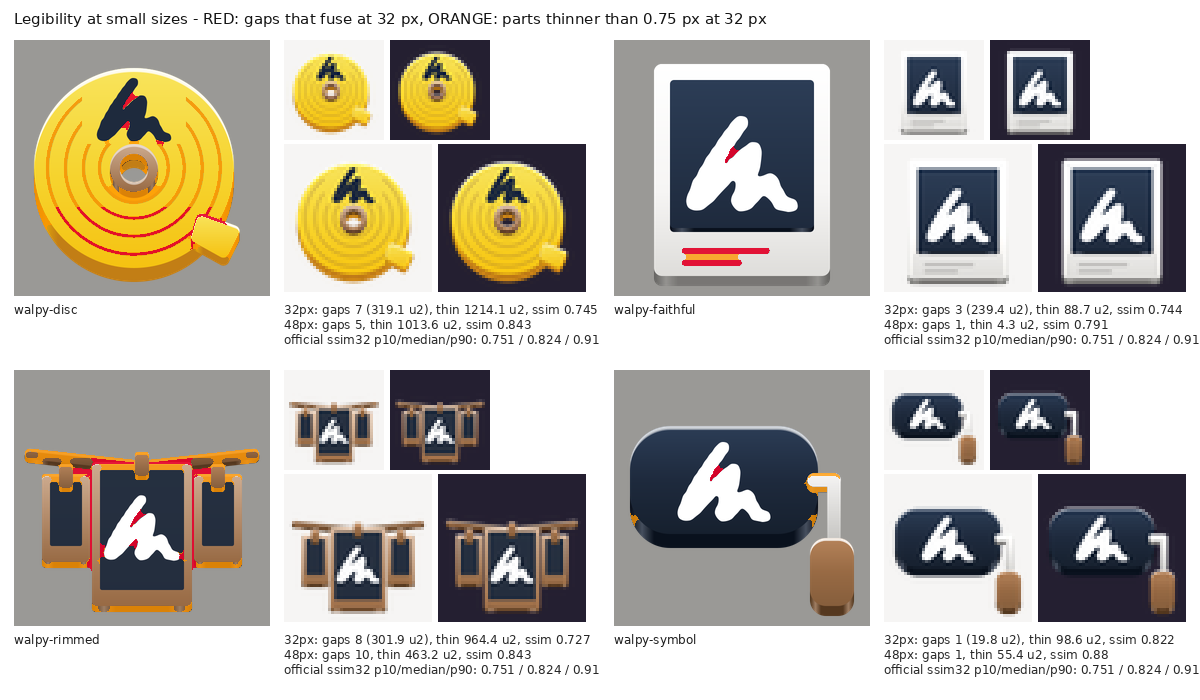 Legibility at small sizes - RED: gaps that fuse at 32 px, ORANGE: parts thinner than 0.75 px at 32 px
walpy-disc
32px: gaps 7 (319.1 u2), thin 1214.1 u2, ssim 0.745
48px: gaps 5, thin 1013.6 u2, ssim 0.843
official ssim32 p10/median/p90: 0.751 / 0.824 / 0.91
walpy-faithful
32px: gaps 3 (239.4 u2), thin 88.7 u2, ssim 0.744
48px: gaps 1, thin 4.3 u2, ssim 0.791
official ssim32 p10/median/p90: 0.751 / 0.824 / 0.91
walpy-rimmed
32px: gaps 8 (301.9 u2), thin 964.4 u2, ssim 0.727
48px: gaps 10, thin 463.2 u2, ssim 0.843
official ssim32 p10/median/p90: 0.751 / 0.824 / 0.91
walpy-symbol
32px: gaps 1 (19.8 u2), thin 98.6 u2, ssim 0.822
48px: gaps 1, thin 55.4 u2, ssim 0.88
official ssim32 p10/median/p90: 0.751 / 0.824 / 0.91